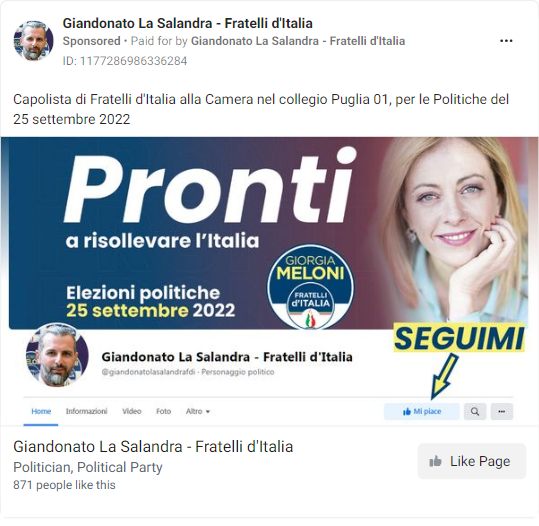 Giandonato La Salandra - Fratelli d'Italia
Sponsored • Paid for by Giandonato La Salandra - Fratelli d'Italia
ID: 1177286986336284
Capolista di Fratelli d'Italia alla Camera nel collegio Puglia 01, per le Politiche del
25 settembre 2022
Pronti
a risollevare l'Italia
GIORGIA
MELONI
FRATELLI
d'ITALIA
Elezioni politiche
25 settembre 2022
SEGUIMI
Giandonato La Salandra - Fratelli d'Italia
@giandonatolasalandrafdi · Personaggio politico
Home Informazioni Video Foto Altro Mi piace
Giandonato La Salandra - Fratelli d'Italia
Politician, Political Party
871 people like this
Like Page